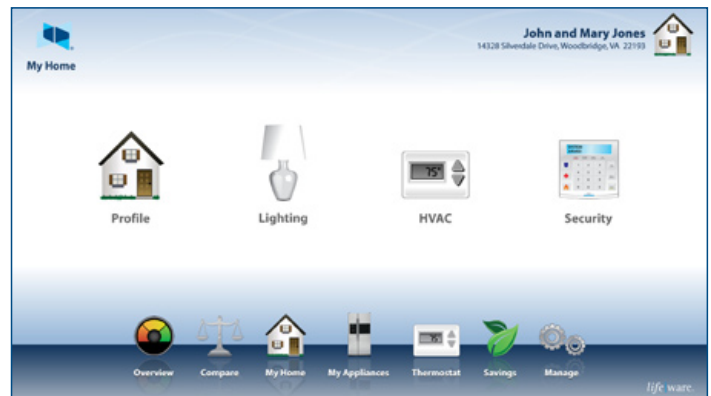 John and Mary Jones
14328 Silverdale Drive, Woodbridge, VA 22193
My Home
75°
Profile
Lighting
HVAC
Security
75°
Overview
Compare
My Home
My Appliances
Thermostat
Savings
Manage
life|ware.